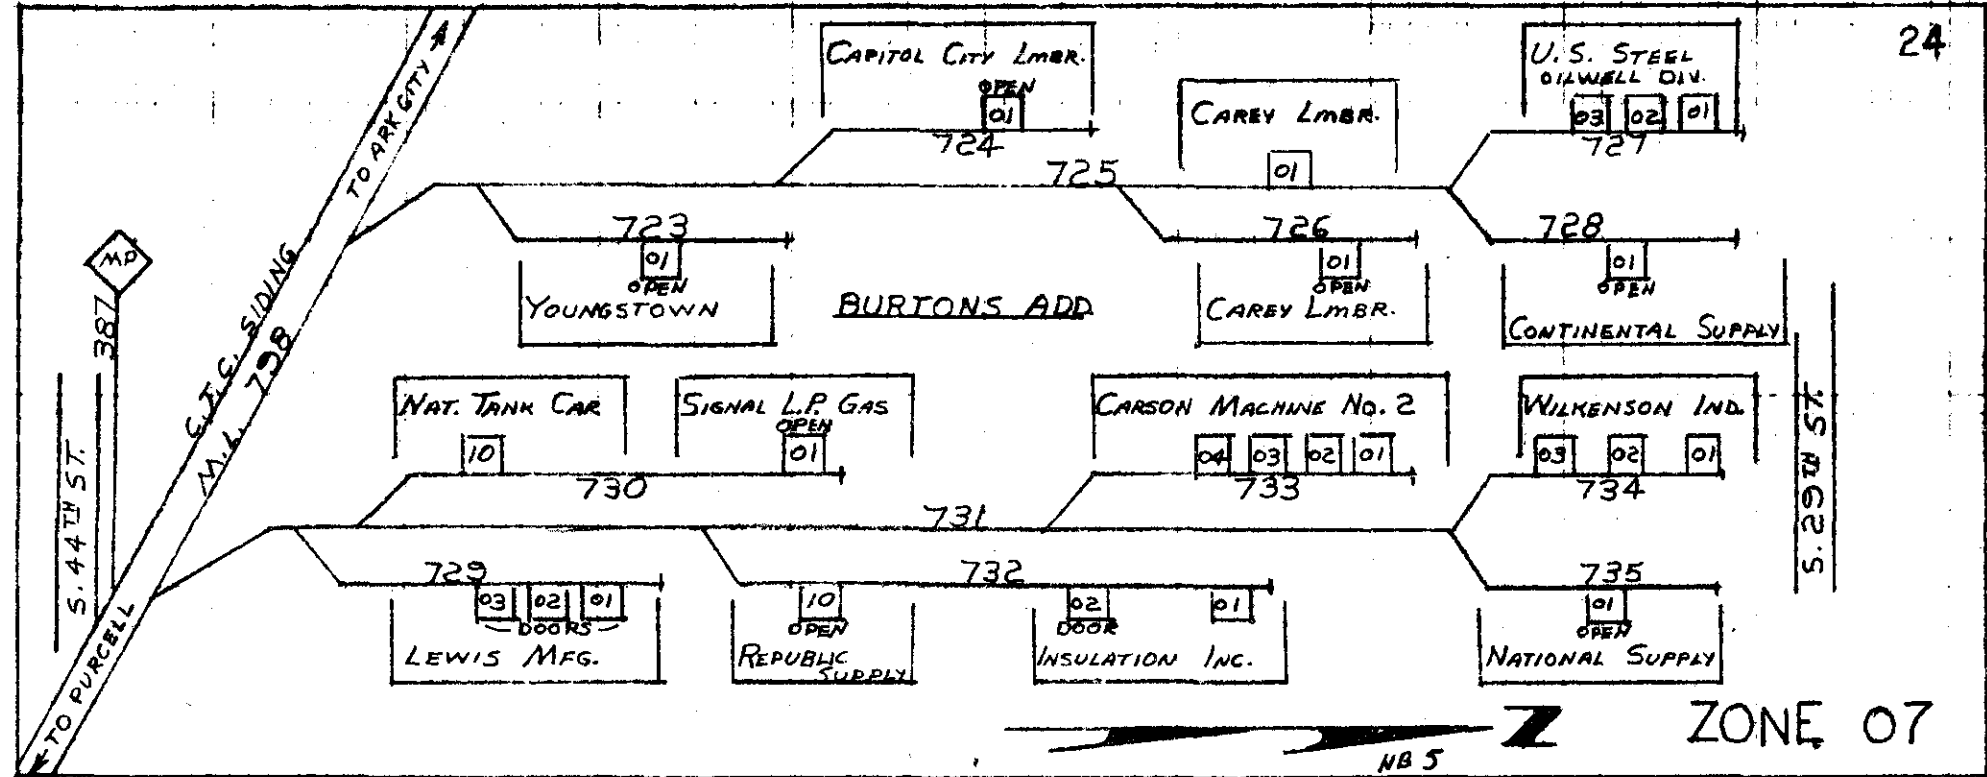 24
CAPITOL CITY LMBR.
OPEN
01
724
CAREY LMBR.
01
725
U.S. STEEL
OILWELL DIV.
03 02 01
727
TO ARK CITY
723
01
OPEN
YOUNGSTOWN
BURTONS ADD
726
01
OPEN
CAREY LMBR.
728
01
OPEN
CONTINENTAL SUPPLY
MP
387
S. 44TH ST.
SIDING
M.L. 798
TO PURCELL
NAT. TANK CAR
10
SIGNAL L.P. GAS
OPEN
01
730
CARSON MACHINE NO. 2
04 03 02 01
733
WILKENSON IND.
03 02 01
734
S. 29TH ST.
731
729
03 02 01
DOORS
LEWIS MFG.
732
10
OPEN
REPUBLIC
SUPPLY
02 01
DOOR
INSULATION INC.
735
01
OPEN
NATIONAL SUPPLY
Z
NB 5
ZONE 07